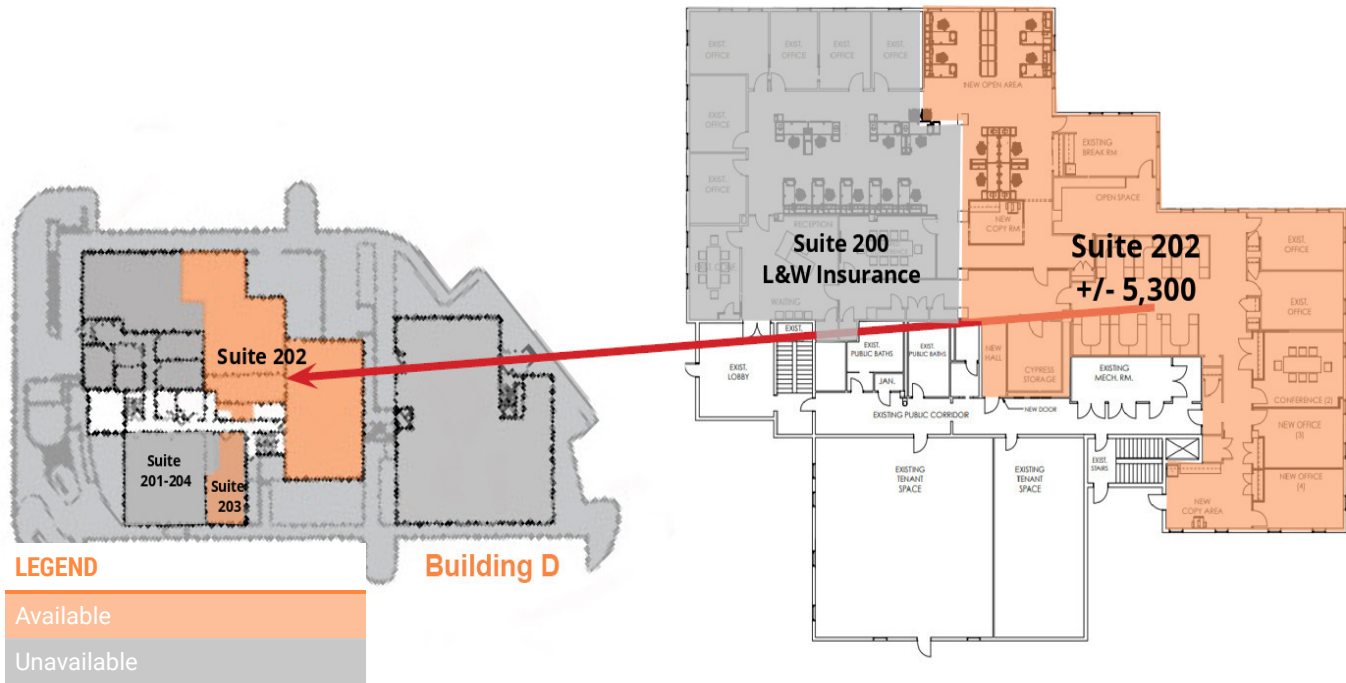 Suite 202
Suite
201-204
Suite
203
Building D
LEGEND
Available
Unavailable
EXIST.
OFFICE
EXIST.
OFFICE
EXIST.
OFFICE
EXIST.
OFFICE
NEW OPEN AREA
EXIST.
OFFICE
EXISTING
BREAK RM.
EXIST.
OFFICE
OPEN SPACE
RECEPTION
NEW
COPY RM
Suite 200
L&W Insurance
Suite 202
+/- 5,300
EXIST.
OFFICE
WAITING
EXIST.
OFFICE
EXIST.
EXIST.
LOBBY
EXIST.
PUBLIC BATHS
EXIST.
PUBLIC BATHS
JAN.
NEW
HALL
CYPRESS
STORAGE
EXISTING
MECH. RM.
CONFERENCE (2)
EXISTING PUBLIC CORRIDOR
NEW DOOR
NEW OFFICE
(3)
EXISTING
TENANT
SPACE
EXISTING
TENANT
SPACE
EXIST.
STAIRS
NEW OFFICE
(4)
NEW
COPY AREA